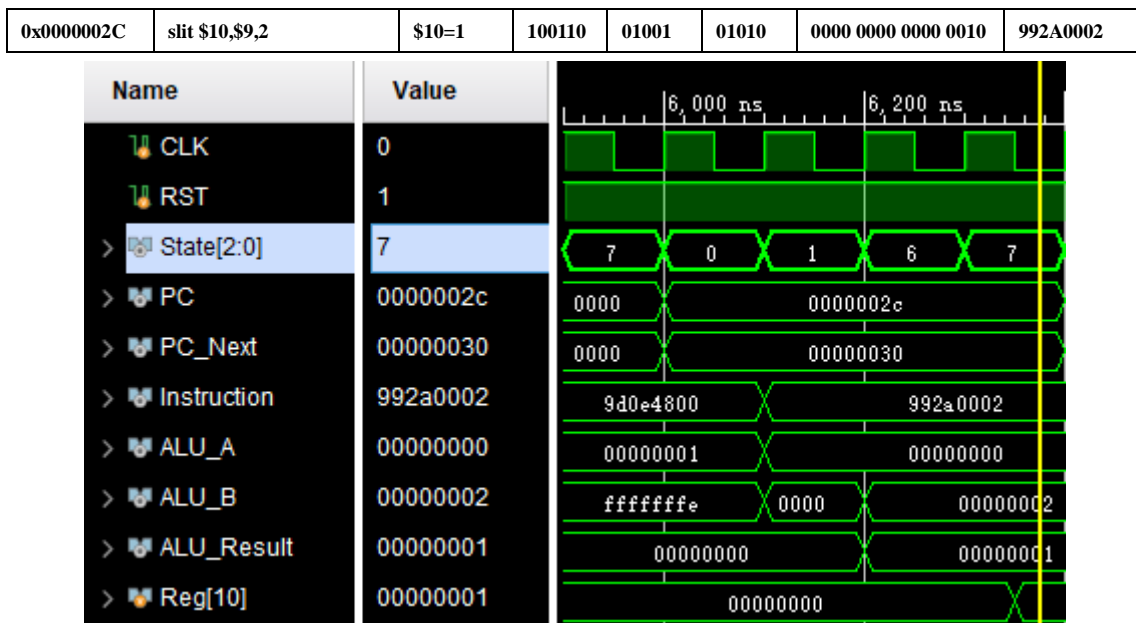 0x0000002C slit $10,$9,2 $10=1 100110 01001 01010 0000 0000 0000 0010 992A0002
Name Value 6,000 ns 6,200 ns
CLK 0
RST 1
State[2:0] 7 7 0 1 6 7
PC 0000002c 0000 0000002c
PC_Next 00000030 0000 00000030
Instruction 992a0002 9d0e4800 992a0002
ALU_A 00000000 00000001 00000000
ALU_B 00000002 fffffffe 0000 00000002
ALU_Result 00000001 00000000 00000001
Reg[10] 00000001 00000000